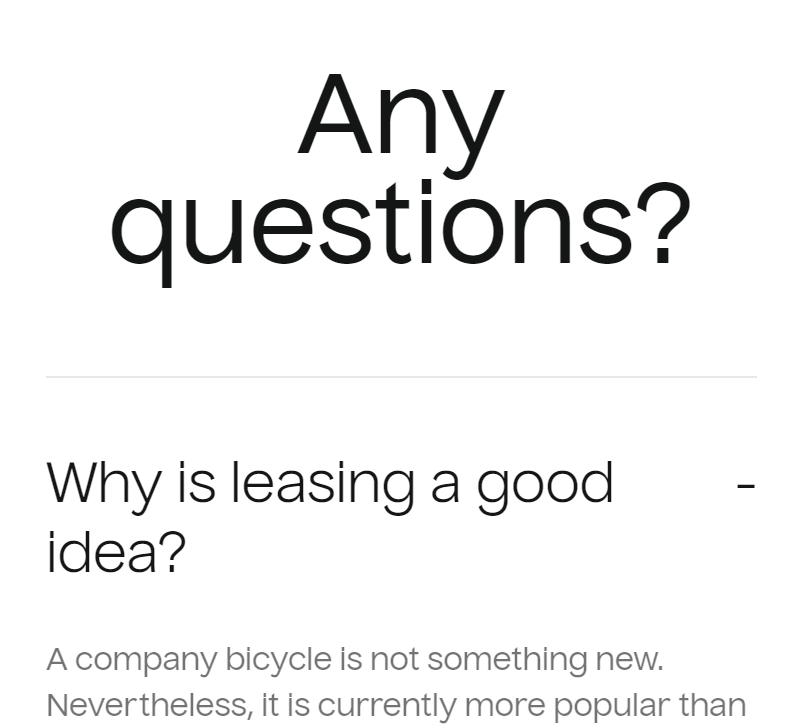 Any
questions?
Why is leasing a good
idea?
-
A company bicycle is not something new.
Nevertheless, it is currently more popular than